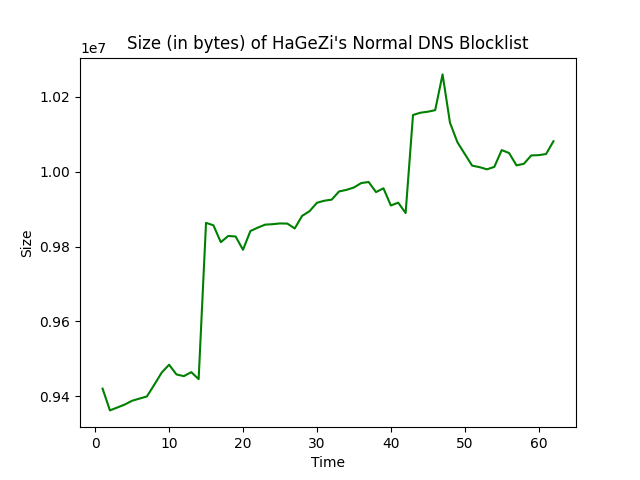 Size (in bytes) of HaGeZi's Normal DNS Blocklist
1e7
1.02
1.00
0.98
0.96
0.94
Size
0 10 20 30 40 50 60
Time